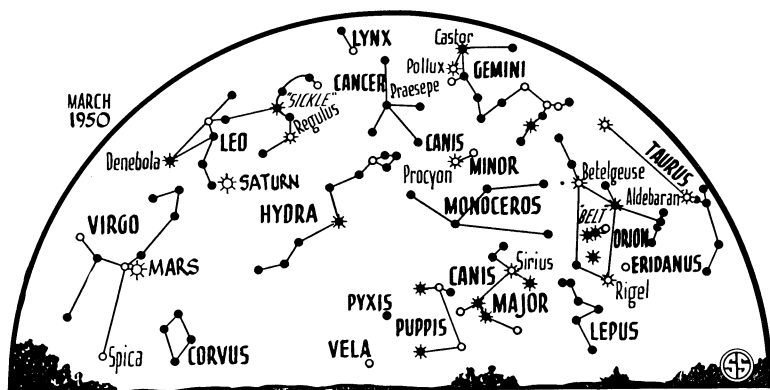 LYNX
Castor
Pollux
GEMINI
CANCER
Praesepe
MARCH
1950
"SICKLE"
Regulus
LEO
Denebola
CANIS
MINOR
Procyon
TAURUS
Betelgeuse
Aldebaran
SATURN
HYDRA
MONOCEROS
"BELT"
ORION
VIRGO
MARS
ERIDANUS
Sirius
CANIS
MAJOR
Rigel
PYXIS
PUPPIS
LEPUS
Spica
CORVUS
VELA